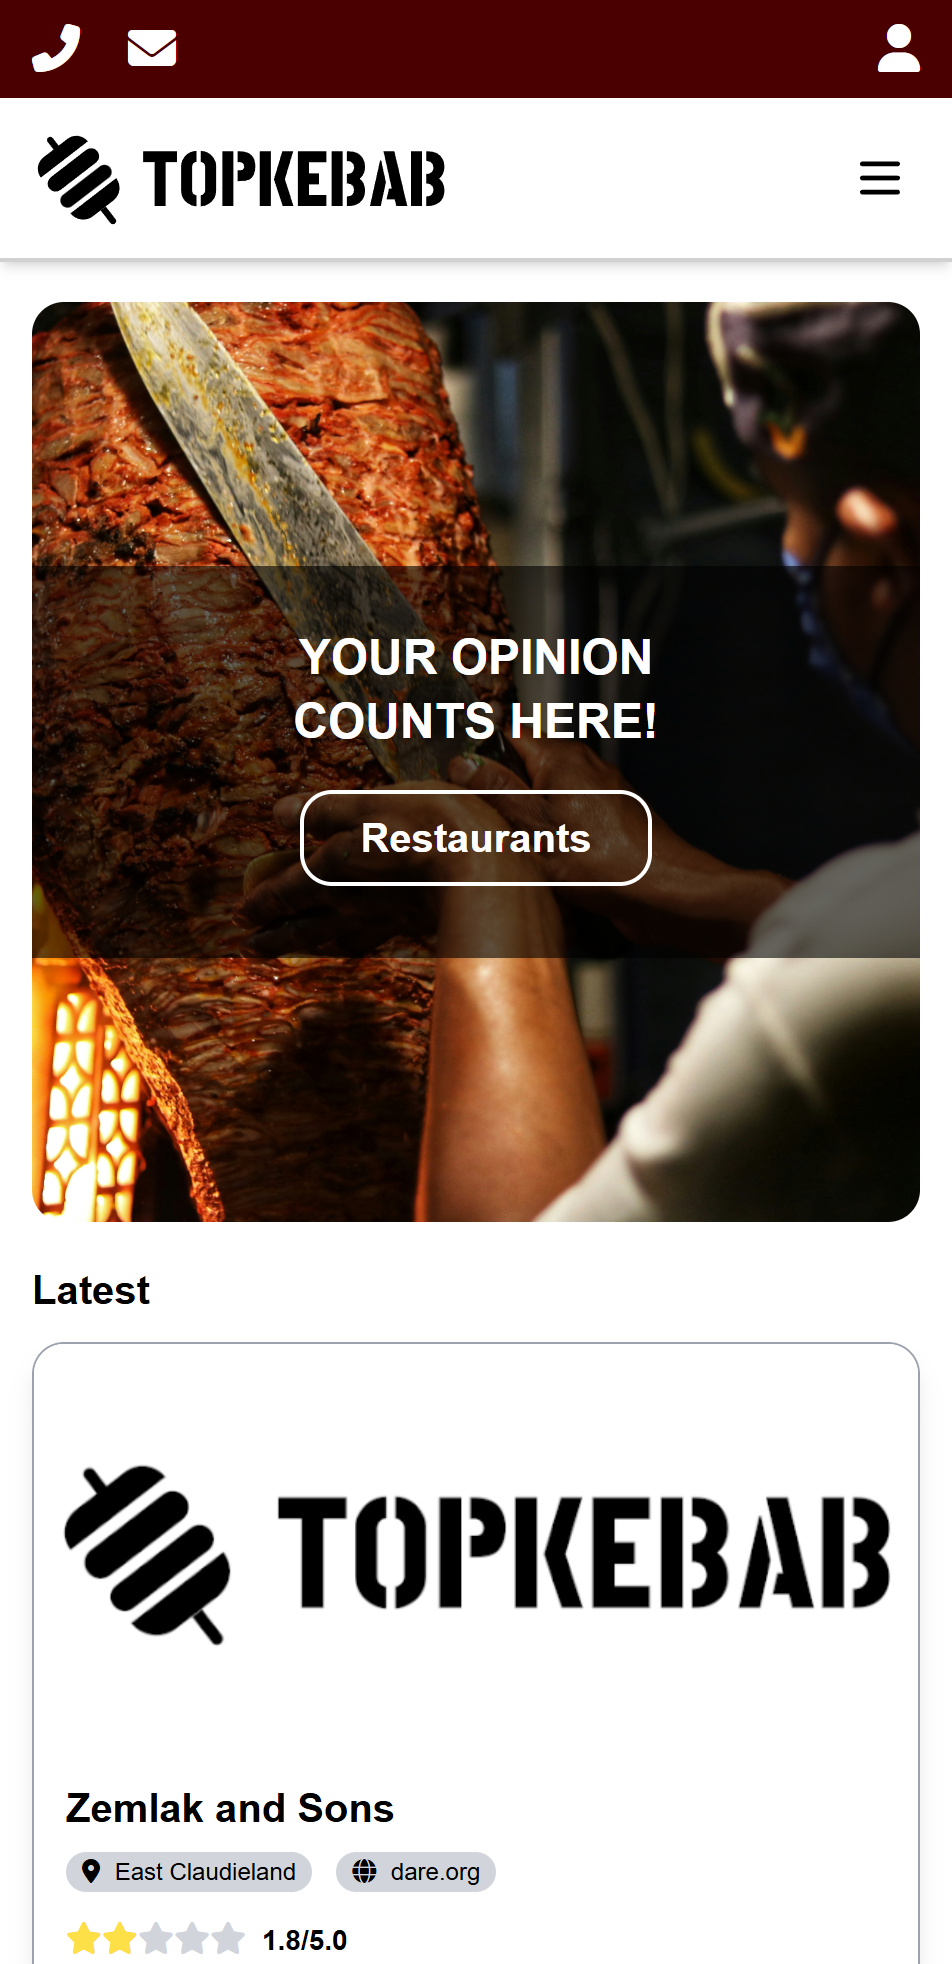 TOPKEBAB
YOUR OPINION
COUNTS HERE!
Restaurants
Latest
TOPKEBAB
Zemlak and Sons
East Claudieland dare.org
1.8/5.0